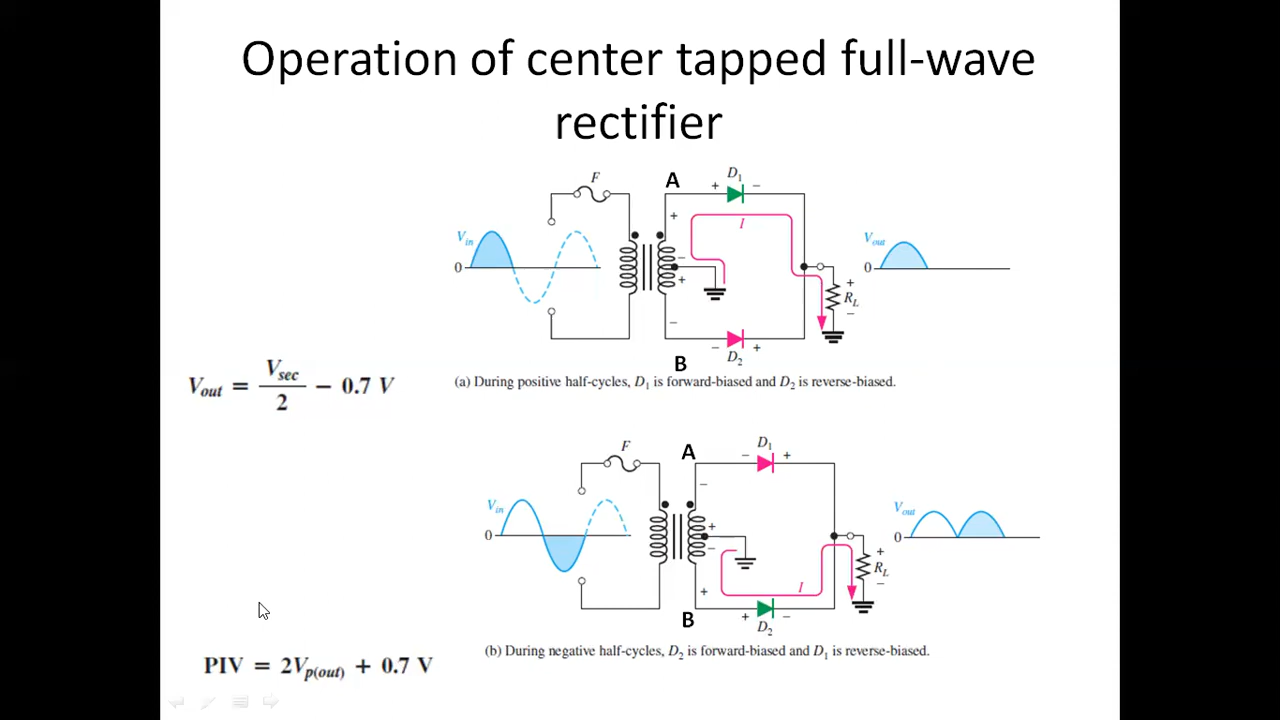 Operation of center tapped full-wave
rectifier
F
A
D1
+ −
+
I
Vin
0
−
+
Vout
0
+
RL
−
−
− +
B
D2
(a) During positive half-cycles, D1 is forward-biased and D2 is reverse-biased.
Vout = Vsec / 2 − 0.7 V
F
A
D1
− +
−
Vin
0
+
−
Vout
0
+
RL
−
+
I
+ −
B
D2
(b) During negative half-cycles, D2 is forward-biased and D1 is reverse-biased.
PIV = 2Vp(out) + 0.7 V